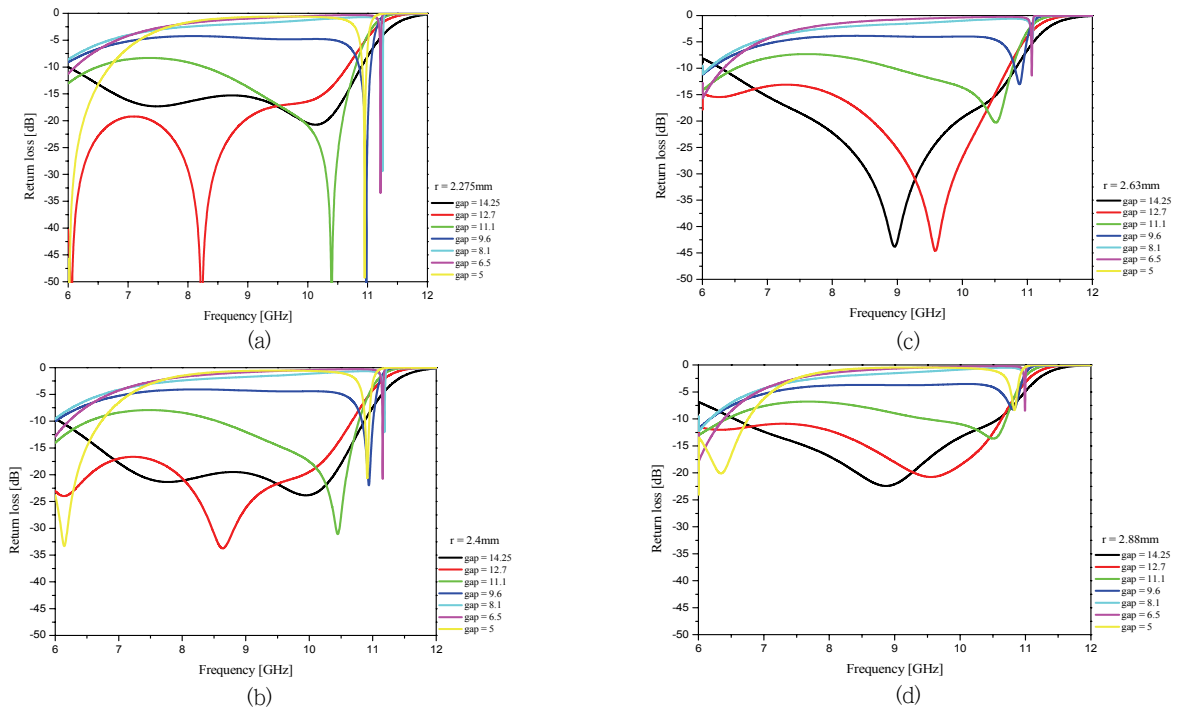 0
-5
-10
-15
-20
-25
-30
-35
-40
-45
-50
Return loss [dB]
r = 2.275mm
gap = 14.25
gap = 12.7
gap = 11.1
gap = 9.6
gap = 8.1
gap = 6.5
gap = 5
6 7 8 9 10 11 12
Frequency [GHz]
(a)
0
-5
-10
-15
-20
-25
-30
-35
-40
-45
-50
Return loss [dB]
r = 2.63mm
gap = 14.25
gap = 12.7
gap = 11.1
gap = 9.6
gap = 8.1
gap = 6.5
6 7 8 9 10 11 12
Frequency [GHz]
(c)
0
-5
-10
-15
-20
-25
-30
-35
-40
-45
-50
Return loss [dB]
r = 2.4mm
gap = 14.25
gap = 12.7
gap = 11.1
gap = 9.6
gap = 8.1
gap = 6.5
gap = 5
6 7 8 9 10 11 12
Frequency [GHz]
(b)
0
-5
-10
-15
-20
-25
-30
-35
-40
-45
-50
Return loss [dB]
r = 2.88mm
gap = 14.25
gap = 12.7
gap = 11.1
gap = 9.6
gap = 8.1
gap = 6.5
gap = 5
6 7 8 9 10 11 12
Frequency [GHz]
(d)